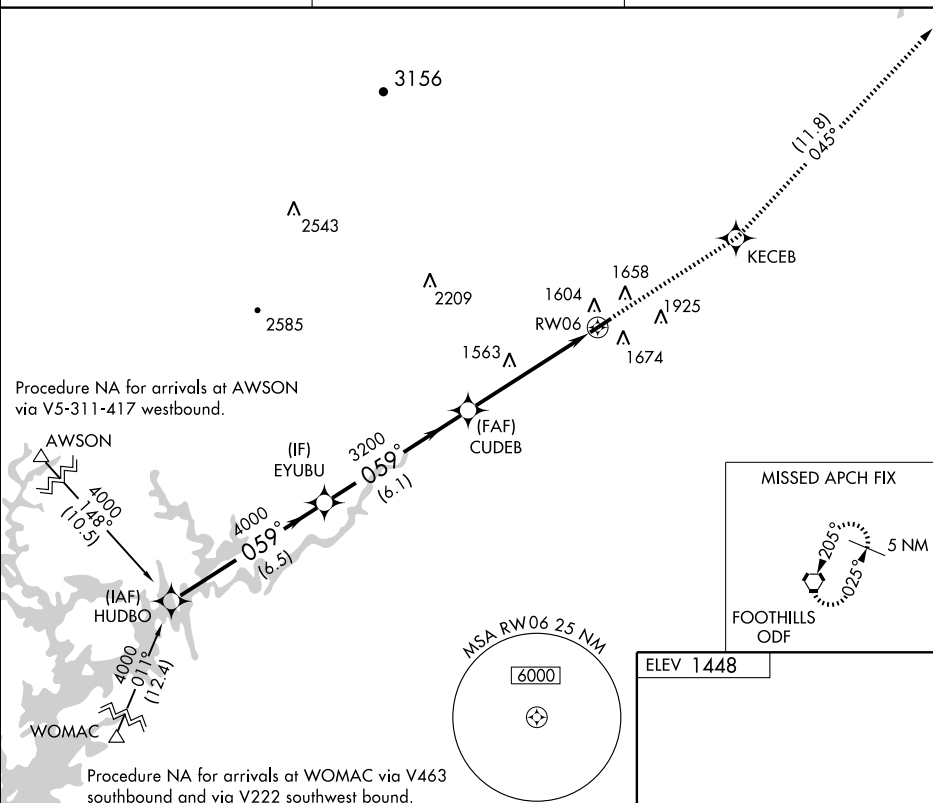 3156
(11.8)
045°
2543
KECEB
2209
1658
1604
1925
2585
RW06
1674
1563
Procedure NA for arrivals at AWSON
via V5-311-417 westbound.
(FAF)
CUDEB
AWSON
(IF)
EYUBU
3200
059°
(6.1)
MISSED APCH FIX
4000
148°
(10.5)
4000
059°
(6.5)
205°
5 NM
025°
(IAF)
HUDBO
FOOTHILLS
ODF
4000
011°
(12.4)
MSA RW06 25 NM
6000
ELEV 1448
WOMAC
Procedure NA for arrivals at WOMAC via V463
southbound and via V222 southwest bound.